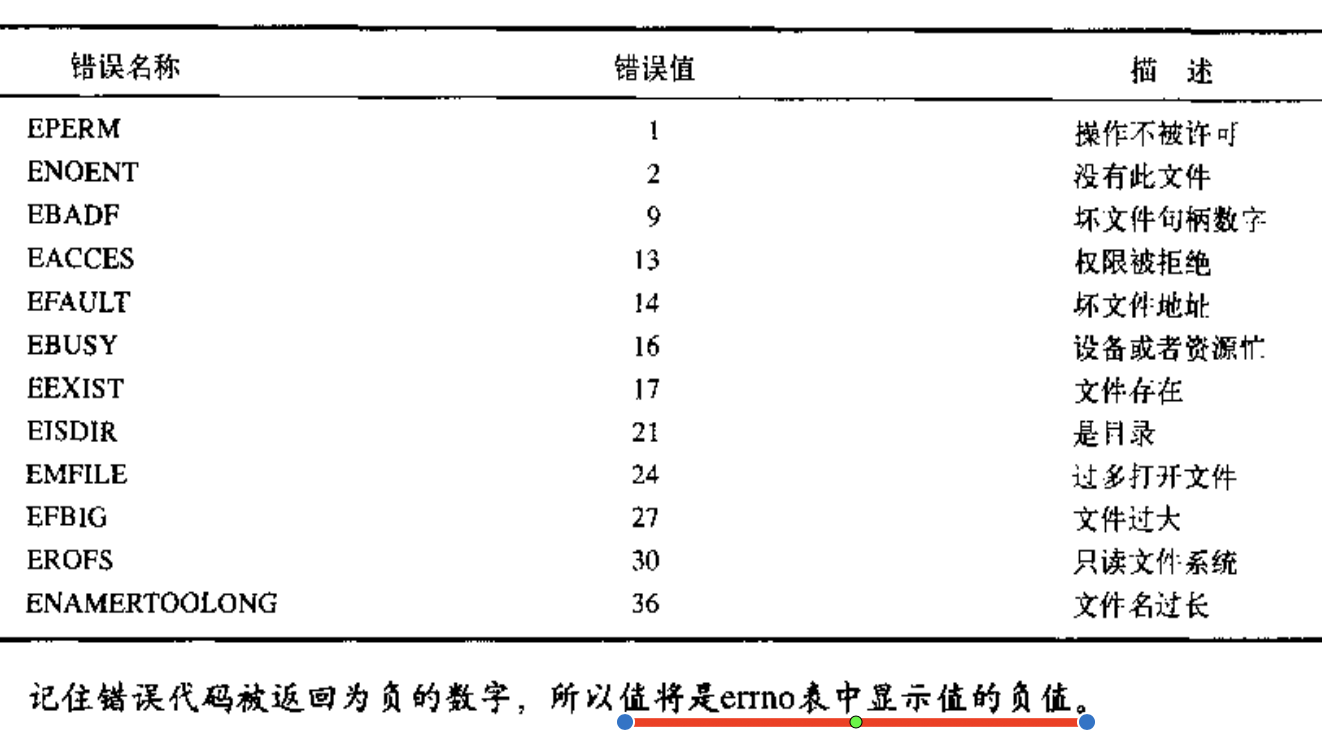 错误名称 错误值 描 述
EPERM 1 操作不被许可
ENOENT 2 没有此文件
EBADF 9 坏文件句柄数字
EACCES 13 权限被拒绝
EFAULT 14 坏文件地址
EBUSY 16 设备或者资源忙
EEXIST 17 文件存在
EISDIR 21 是目录
EMFILE 24 过多打开文件
EFBIG 27 文件过大
EROFS 30 只读文件系统
ENAMERTOOLONG 36 文件名过长
记住错误代码被返回为负的数字，所以值将是errno表中显示值的负值。